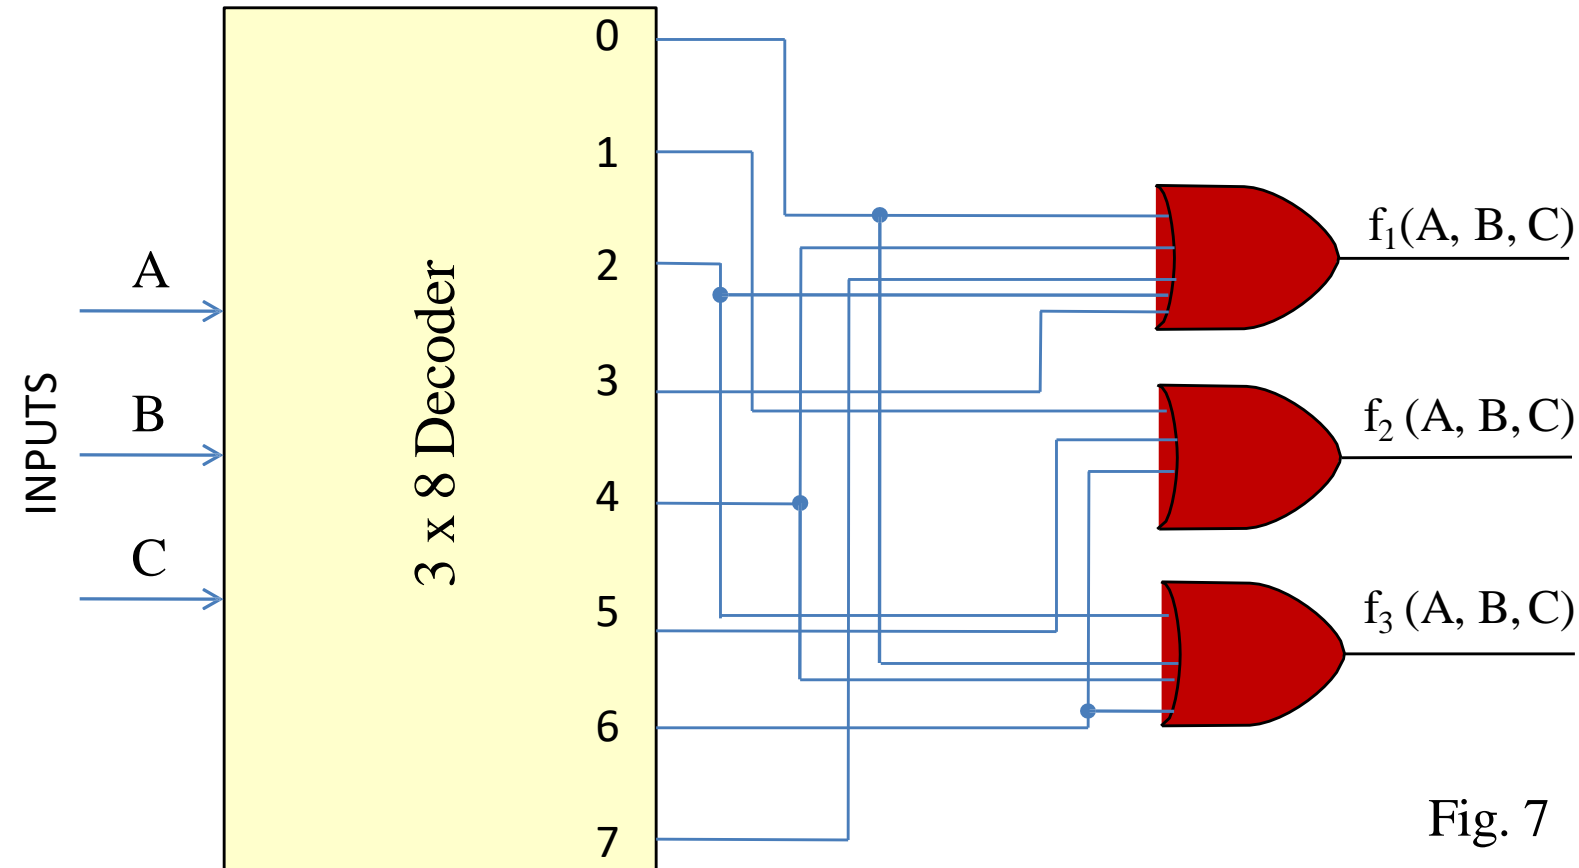 0
1
2
3
4
5
6
7
INPUTS
A
B
C
3 x 8 Decoder
f₁(A, B, C)
f₂ (A, B, C)
f₃ (A, B, C)
Fig. 7